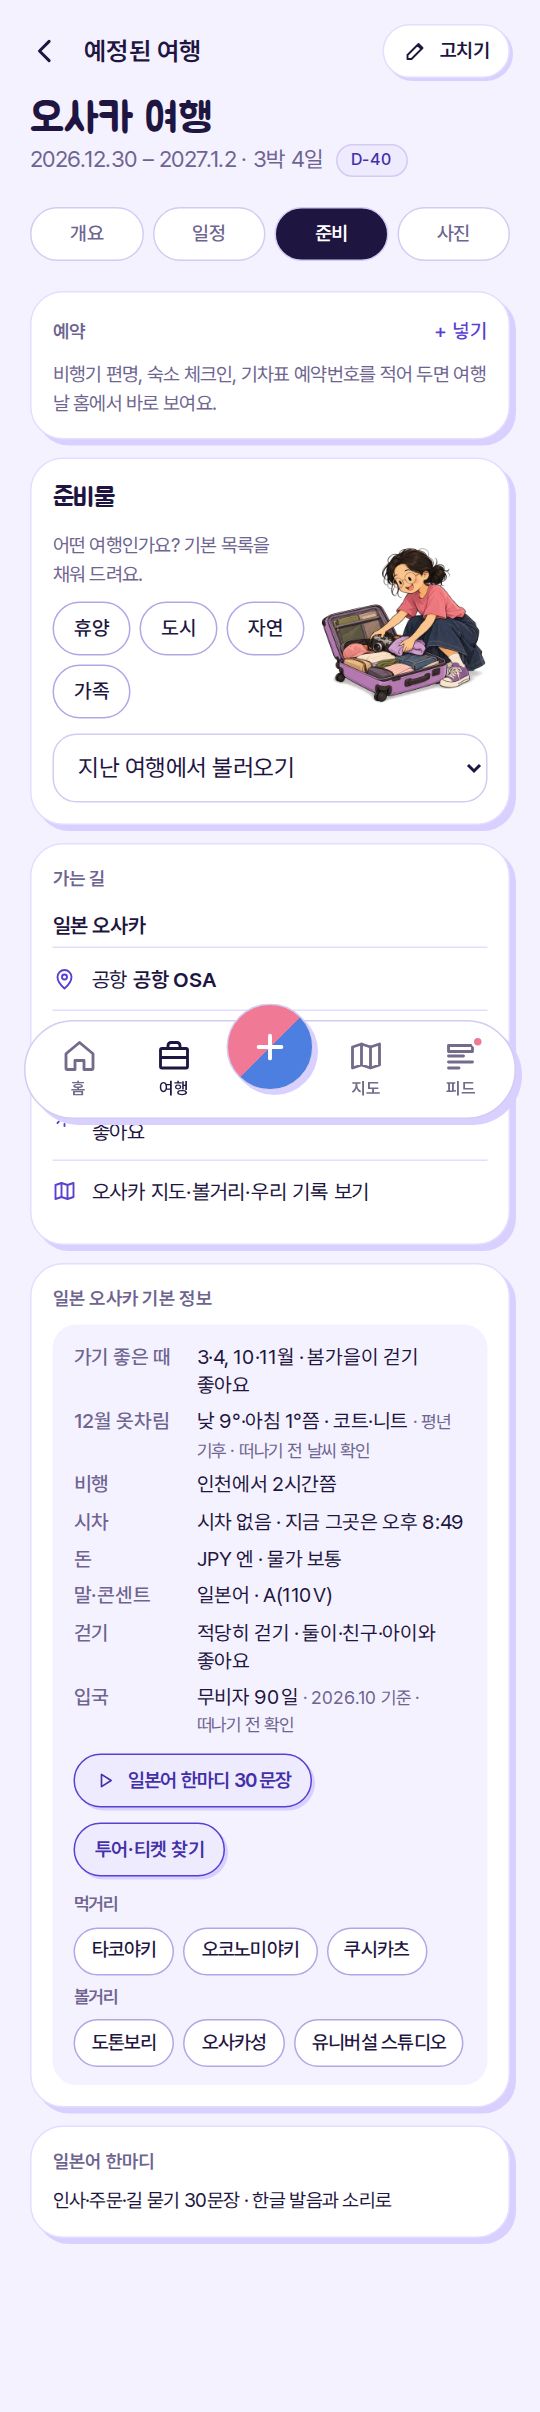 예정된 여행
고치기
오사카 여행
2026.12.30 – 2027.1.2 · 3박 4일 D-40
개요 일정 준비 사진
예약
+ 넣기
비행기 편명, 숙소 체크인, 기차표 예약번호를 적어 두면 여행
날 홈에서 바로 보여요.
준비물
어떤 여행인가요? 기본 목록을
채워 드려요.
휴양 도시 자연
가족
지난 여행에서 불러오기
가는 길
일본 오사카
공항 공항 OSA
홈 여행 지도 피드
좋아요
오사카 지도·볼거리·우리 기록 보기
일본 오사카 기본 정보
가기 좋은 때 3·4, 10·11월 · 봄가을이 걷기
좋아요
12월 옷차림 낮 9°·아침 1°쯤 · 코트·니트 · 평년
기후 · 떠나기 전 날씨 확인
비행 인천에서 2시간쯤
시차 시차 없음 · 지금 그곳은 오후 8:49
돈 JPY 엔 · 물가 보통
말·콘센트 일본어 · A(110V)
걷기 적당히 걷기 · 둘이·친구·아이와
좋아요
입국 무비자 90일 · 2026.10 기준 ·
떠나기 전 확인
일본어 한마디 30문장
투어·티켓 찾기
먹거리
타코야키 오코노미야키 쿠시카츠
볼거리
도톤보리 오사카성 유니버설 스튜디오
일본어 한마디
인사·주문·길 묻기 30문장 · 한글 발음과 소리로